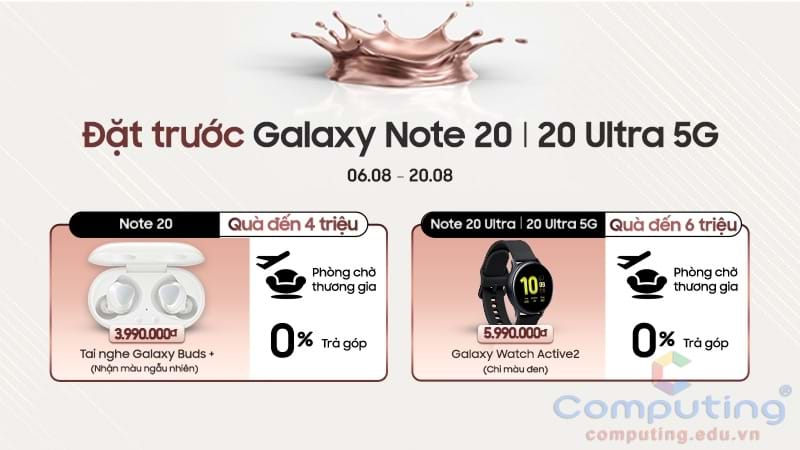 Đặt trước Galaxy Note 20 | 20 Ultra 5G
06.08 - 20.08
Note 20
Quà đến 4 triệu
3.990.000đ
Tai nghe Galaxy Buds +
(Nhận màu ngẫu nhiên)
Phòng chờ
thương gia
0% Trả góp
Note 20 Ultra | 20 Ultra 5G
Quà đến 6 triệu
5.990.000đ
Galaxy Watch Active2
(Chỉ màu đen)
Phòng chờ
thương gia
0% Trả góp
Computing®
computing.edu.vn